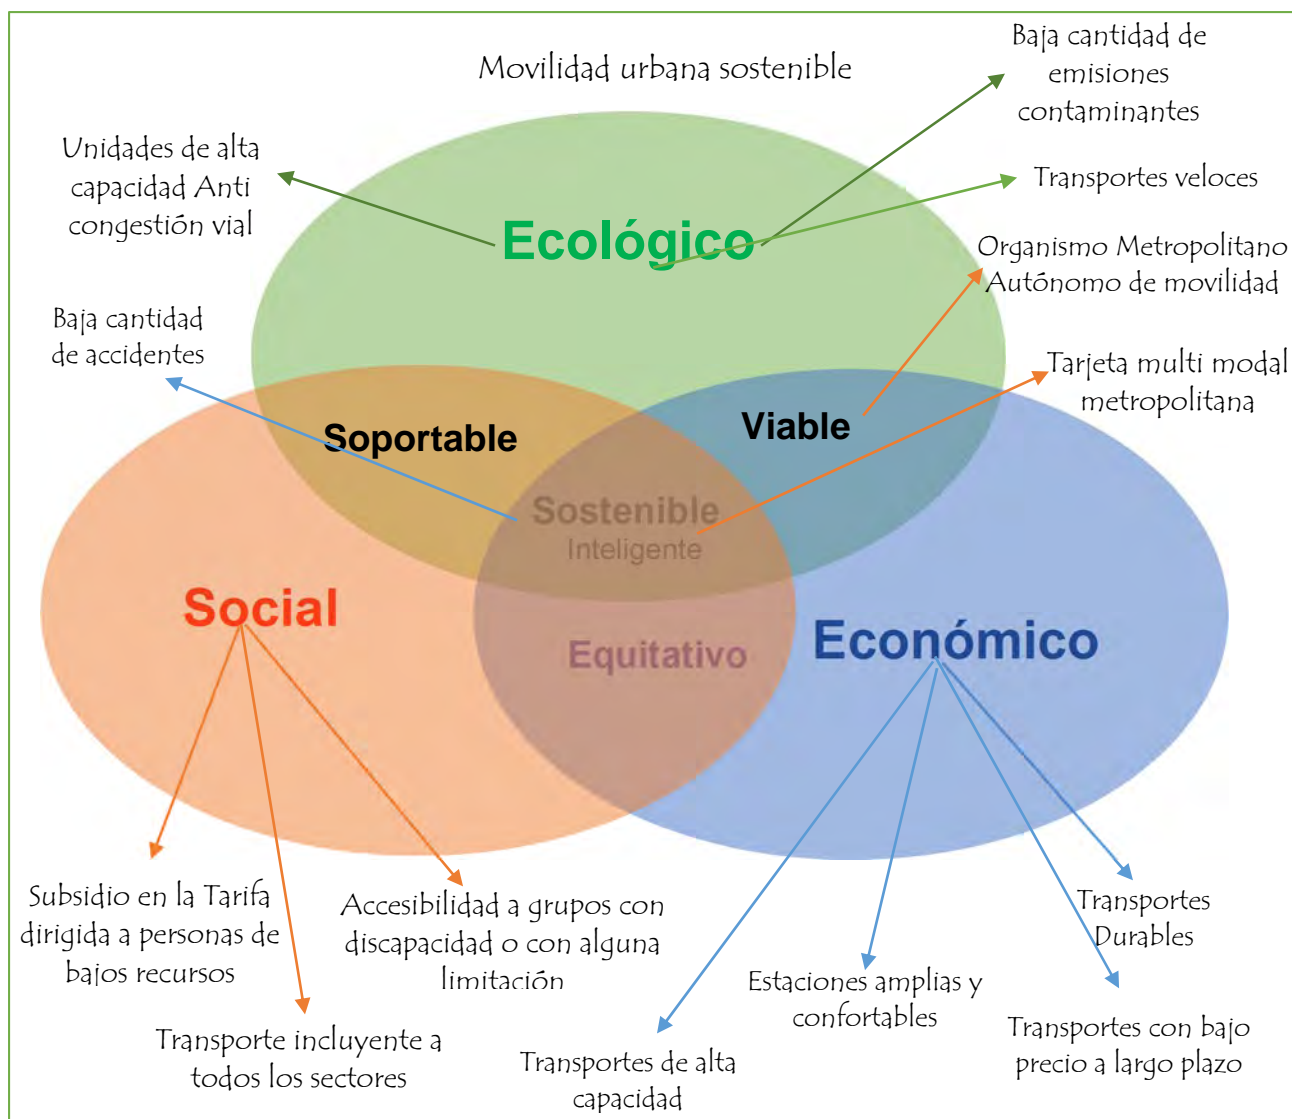 Movilidad urbana sostenible
Baja cantidad de
emisiones
contaminantes
Unidades de alta
capacidad Anti
congestión vial
Transportes veloces
Ecológico
Organismo Metropolitano
Autónomo de movilidad
Baja cantidad
de accidentes
Tarjeta multi modal
metropolitana
Soportable
Viable
Sostenible
Inteligente
Social
Equitativo
Económico
Subsidio en la Tarifa
dirigida a personas de
bajos recursos
Accesibilidad a grupos con
discapacidad o con alguna
limitación
Transportes
Durables
Estaciones amplias y
confortables
Transporte incluyente a
todos los sectores
Transportes de alta
capacidad
Transportes con bajo
precio a largo plazo